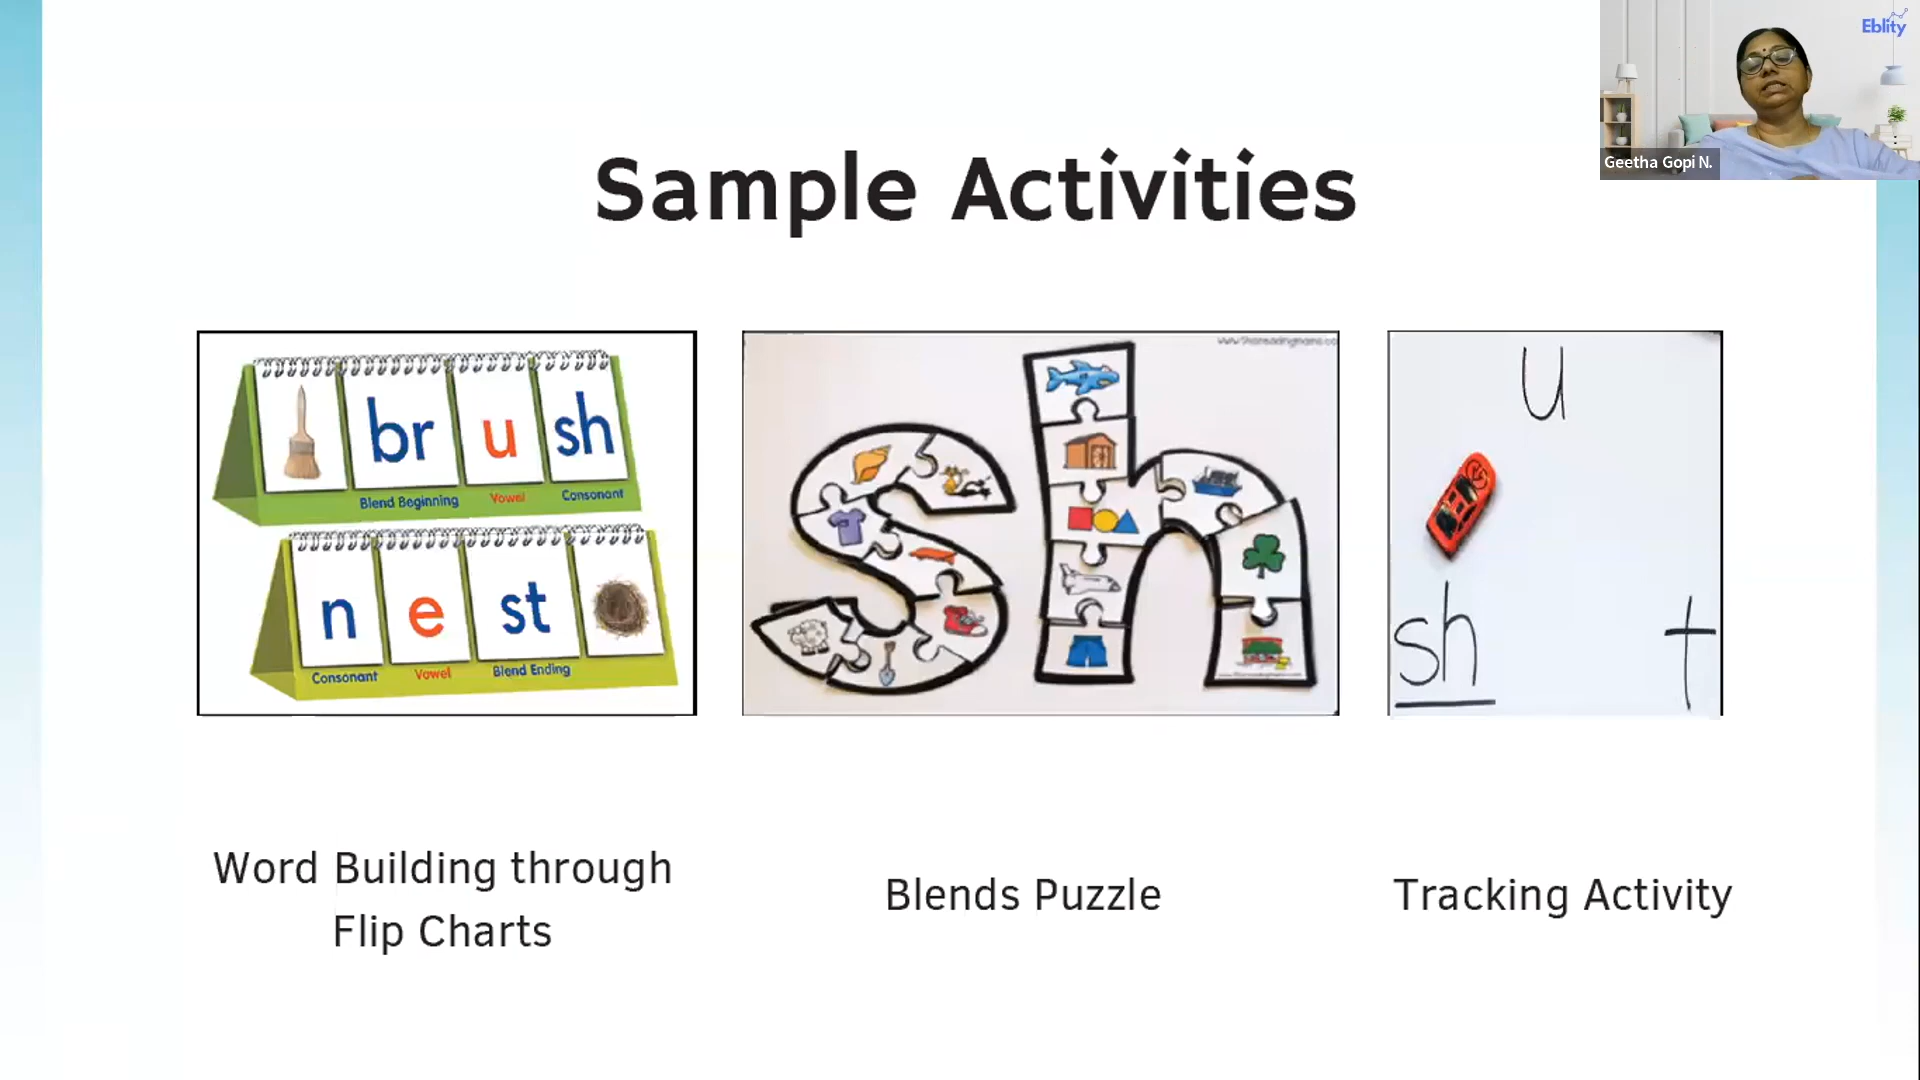 Eblity
Geetha Gopi N.
Sample Activities
br u sh
Blend Beginning Vowel Consonant
n e st
Consonant Vowel Blend Ending
sh
u
sh t
Word Building through
Flip Charts
Blends Puzzle
Tracking Activity